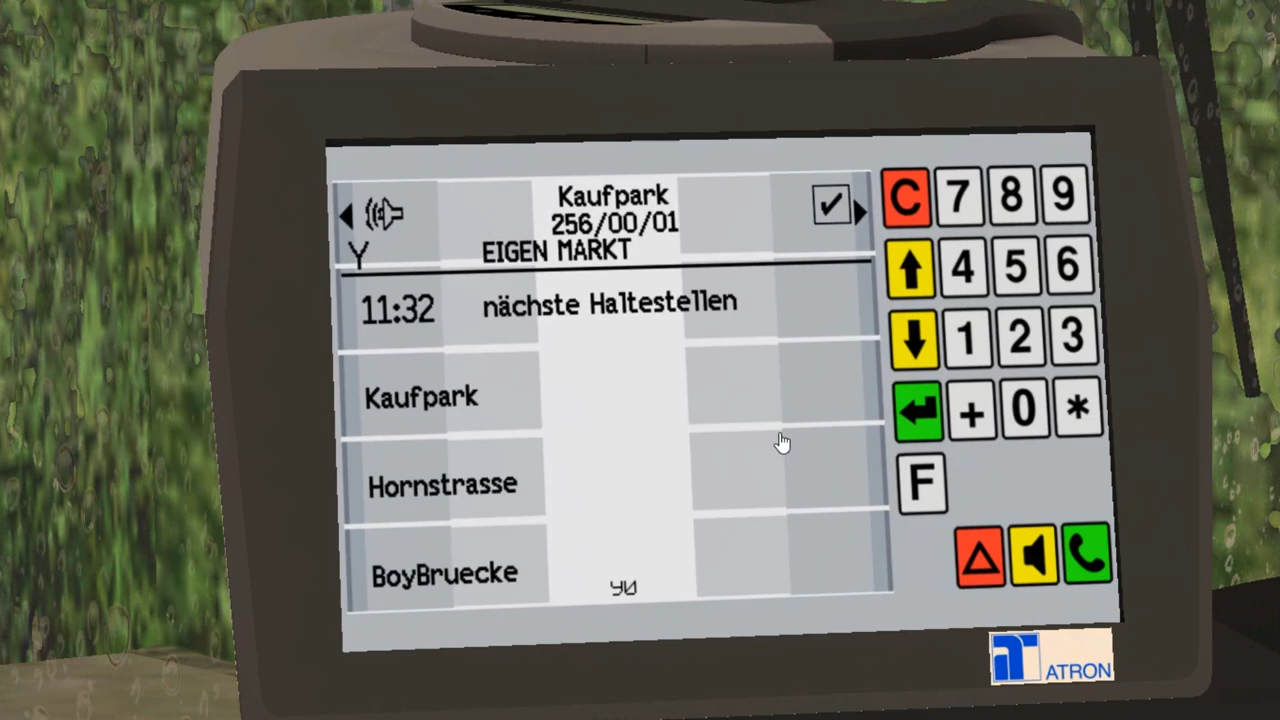 Kaufpark
256/00/01
Y EIGEN MARKT
11:32 nächste Haltestellen
Kaufpark
Hornstrasse
BoyBruecke
C 7 8 9
4 5 6
1 2 3
+ 0 *
F
ATRON